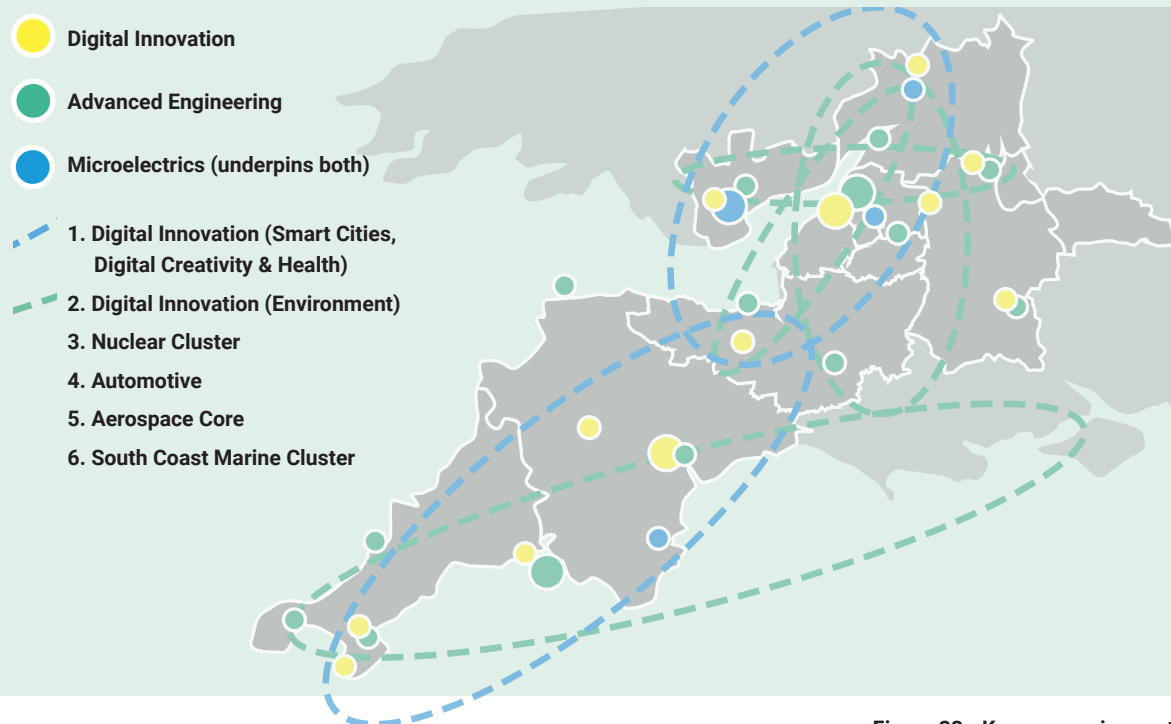 Digital Innovation
Advanced Engineering
Microelectrics (underpins both)
1. Digital Innovation (Smart Cities,
Digital Creativity & Health)
2. Digital Innovation (Environment)
3. Nuclear Cluster
4. Automotive
5. Aerospace Core
6. South Coast Marine Cluster